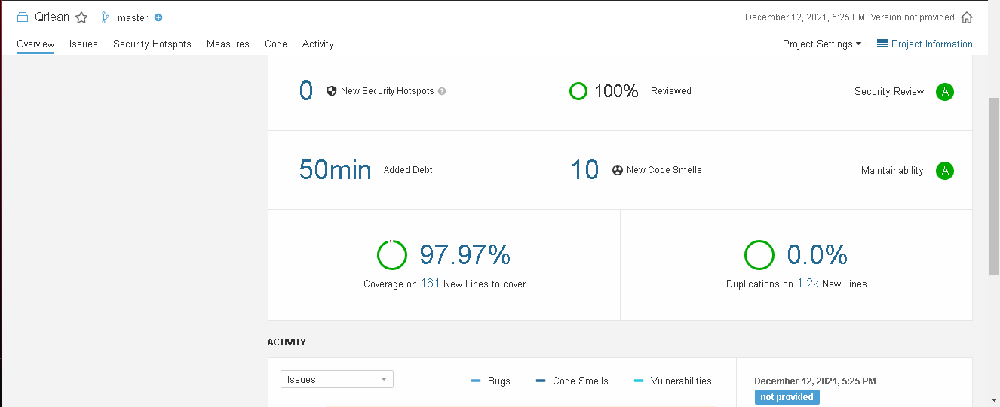 Qrlean master December 12, 2021, 5:25 PM Version not provided
Overview Issues Security Hotspots Measures Code Activity Project Settings Project Information
0 New Security Hotspots ? 100% Reviewed Security Review A
50min Added Debt 10 New Code Smells Maintainability A
97.97% 0.0%
Coverage on 161 New Lines to cover Duplications on 1.2k New Lines
ACTIVITY
Issues Bugs Code Smells Vulnerabilities December 12, 2021, 5:25 PM
not provided